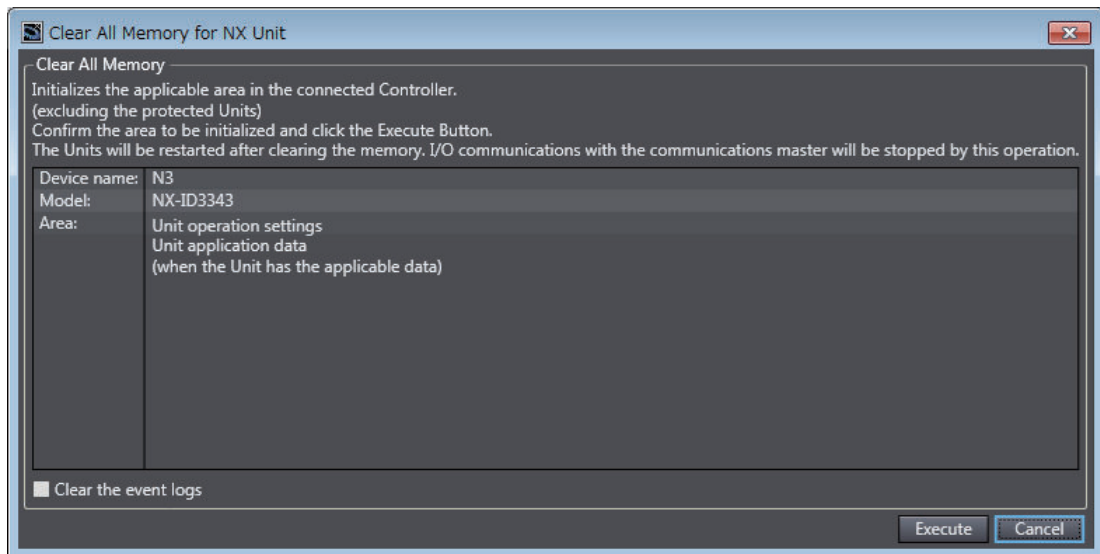 Clear All Memory for NX Unit
Clear All Memory
Initializes the applicable area in the connected Controller.
(excluding the protected Units)
Confirm the area to be initialized and click the Execute Button.
The Units will be restarted after clearing the memory. I/O communications with the communications master will be stopped by this operation.
Device name: N3
Model: NX-ID3343
Area: Unit operation settings
Unit application data
(when the Unit has the applicable data)
Clear the event logs
Execute Cancel